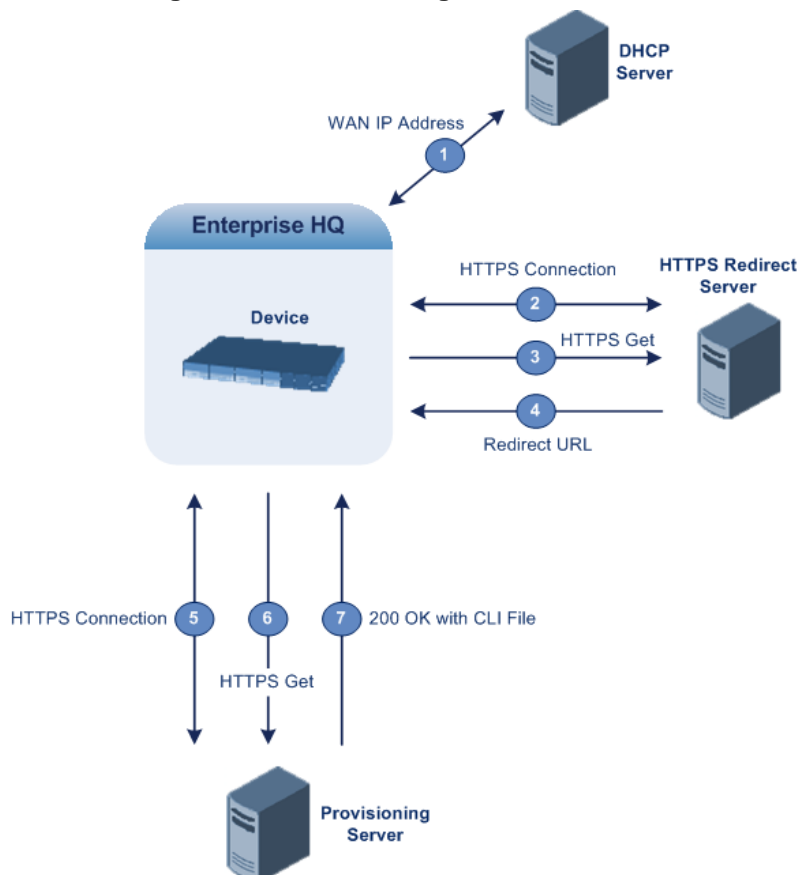 DHCP
Server
WAN IP Address
1
Enterprise HQ
Device
HTTPS Connection
2
HTTPS Redirect
Server
3
HTTPS Get
4
Redirect URL
HTTPS Connection
5
6
7
200 OK with CLI File
HTTPS Get
Provisioning
Server